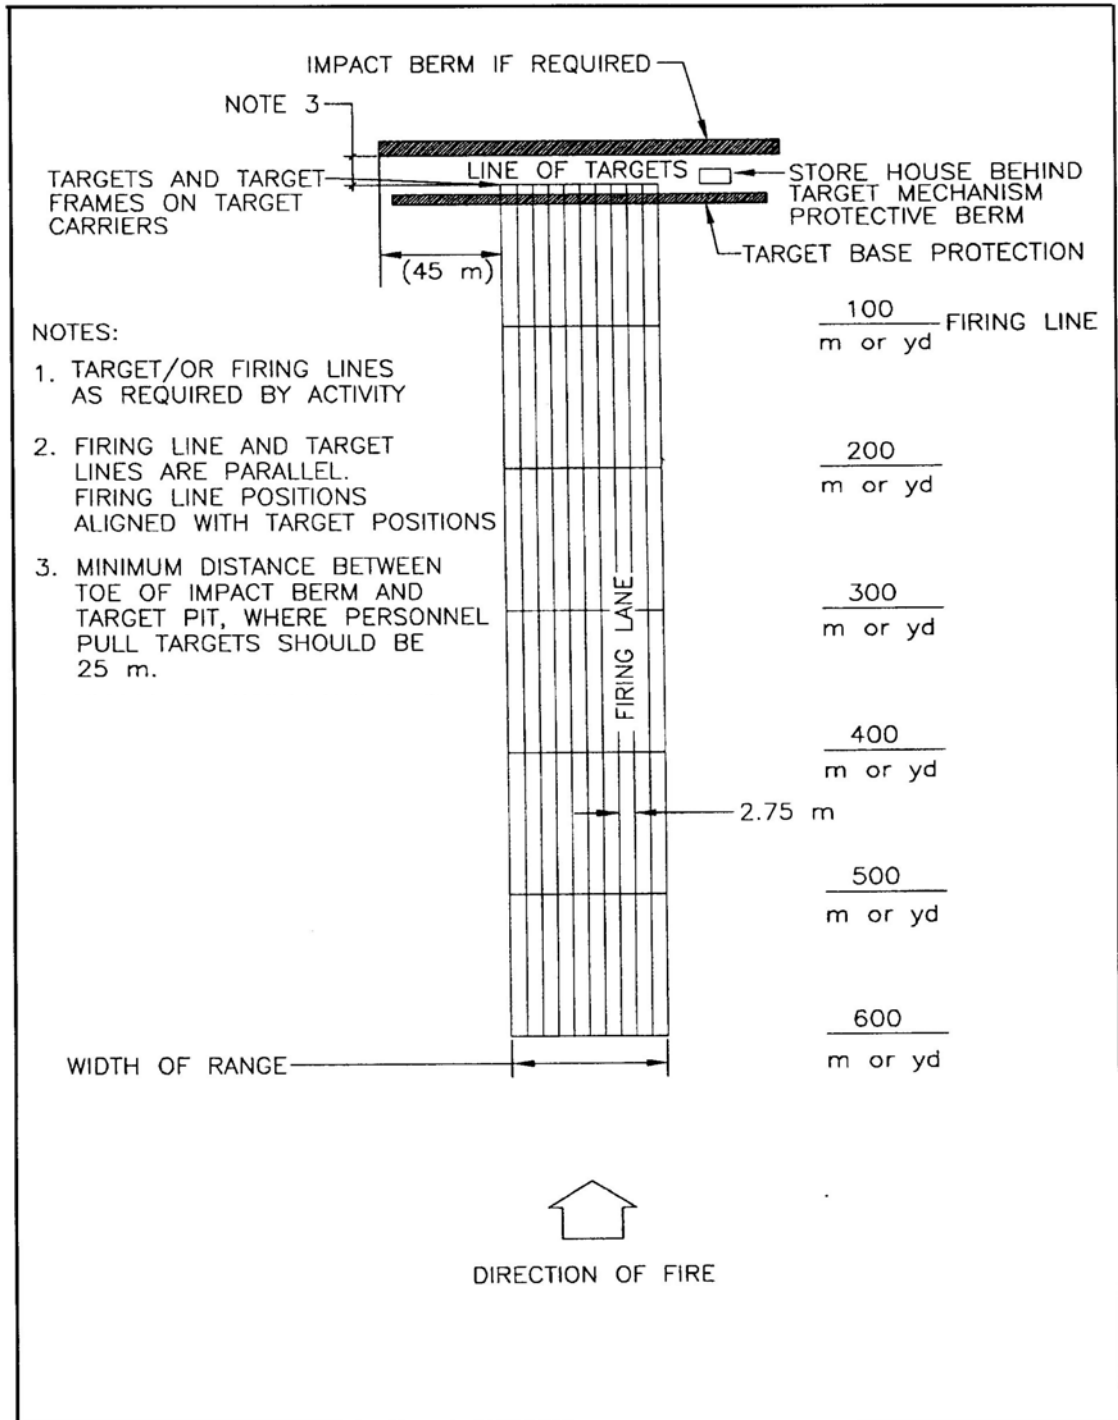 IMPACT BERM IF REQUIRED
NOTE 3
LINE OF TARGETS
TARGETS AND TARGET
FRAMES ON TARGET
CARRIERS
STORE HOUSE BEHIND
TARGET MECHANISM
PROTECTIVE BERM
TARGET BASE PROTECTION
(45 m)
100
m or yd
FIRING LINE
NOTES:
1. TARGET/OR FIRING LINES
AS REQUIRED BY ACTIVITY
2. FIRING LINE AND TARGET
LINES ARE PARALLEL.
FIRING LINE POSITIONS
ALIGNED WITH TARGET POSITIONS
3. MINIMUM DISTANCE BETWEEN
TOE OF IMPACT BERM AND
TARGET PIT, WHERE PERSONNEL
PULL TARGETS SHOULD BE
25 m.
200
m or yd
300
m or yd
FIRING LANE
400
m or yd
2.75 m
500
m or yd
600
m or yd
WIDTH OF RANGE
DIRECTION OF FIRE